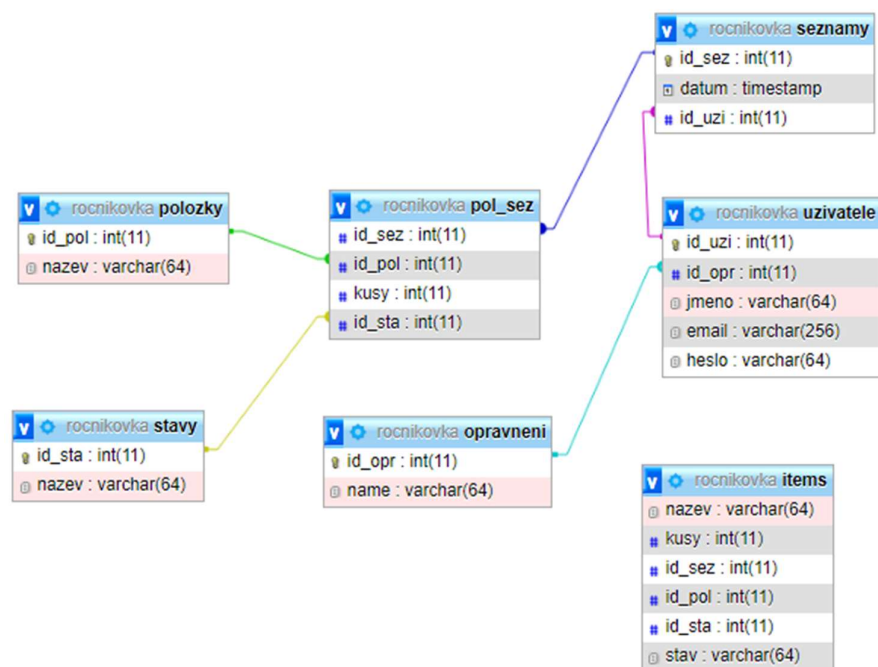 rocnikovka seznamy
id_sez : int(11)
datum : timestamp
id_uzi : int(11)
rocnikovka polozky
id_pol : int(11)
nazev : varchar(64)
rocnikovka pol_sez
id_sez : int(11)
id_pol : int(11)
kusy : int(11)
id_sta : int(11)
rocnikovka uzivatele
id_uzi : int(11)
id_opr : int(11)
jmeno : varchar(64)
email : varchar(256)
heslo : varchar(64)
rocnikovka stavy
id_sta : int(11)
nazev : varchar(64)
rocnikovka opravneni
id_opr : int(11)
name : varchar(64)
rocnikovka items
nazev : varchar(64)
kusy : int(11)
id_sez : int(11)
id_pol : int(11)
id_sta : int(11)
stav : varchar(64)